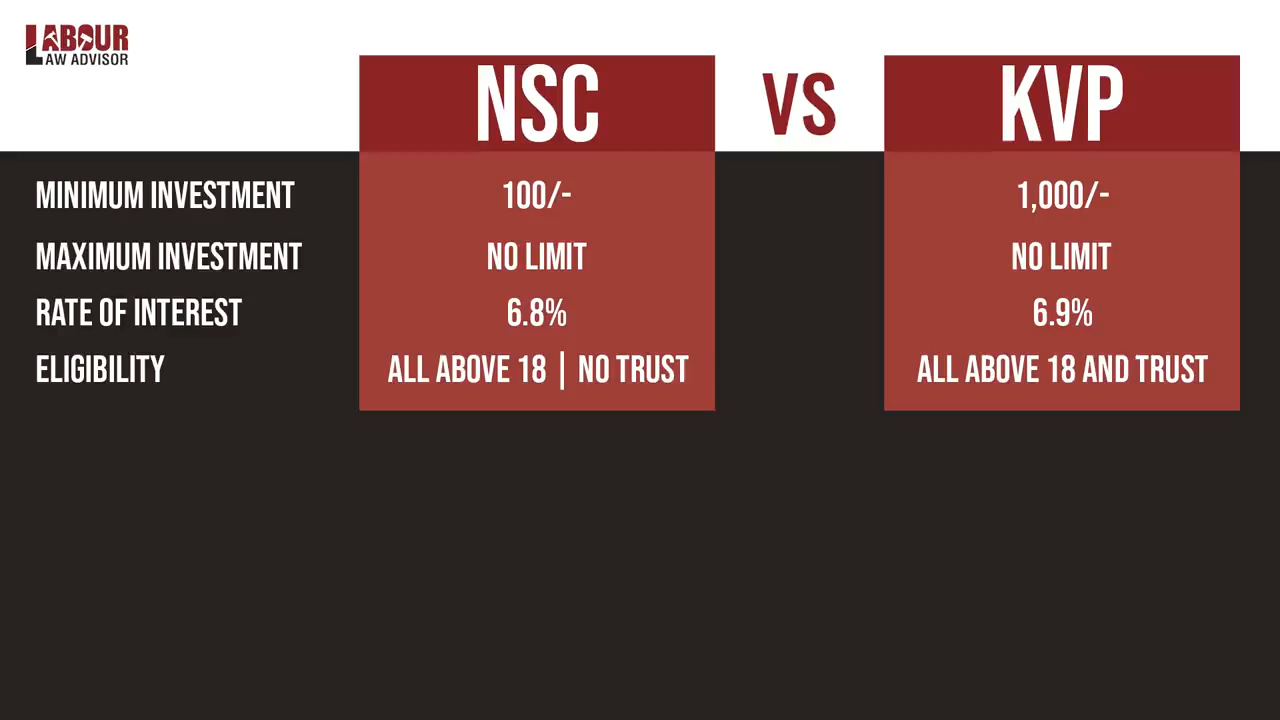 LABOUR
LAW ADVISOR
NSC VS KVP
MINIMUM INVESTMENT 100/- 1,000/-
MAXIMUM INVESTMENT NO LIMIT NO LIMIT
RATE OF INTEREST 6.8% 6.9%
ELIGIBILITY ALL ABOVE 18 | NO TRUST ALL ABOVE 18 AND TRUST